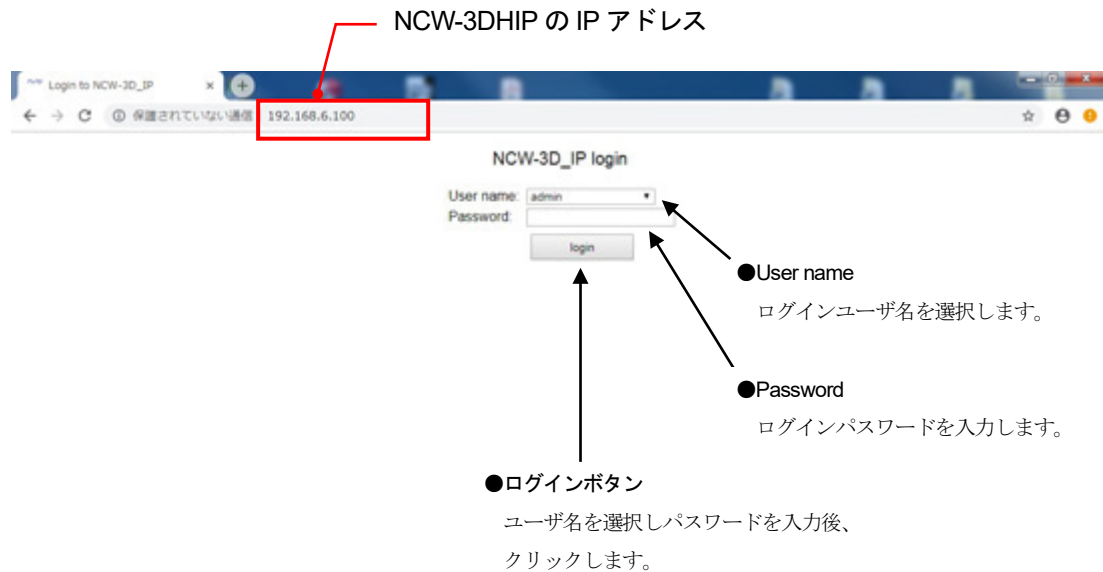 NCW-3DHIP の IP アドレス
Login to NCW-3D_IP
保護されていない通信 192.168.6.100
NCW-3D_IP login
User name: admin
Password:
login
●User name
ログインユーザ名を選択します。
●Password
ログインパスワードを入力します。
●ログインボタン
ユーザ名を選択しパスワードを入力後、
クリックします。